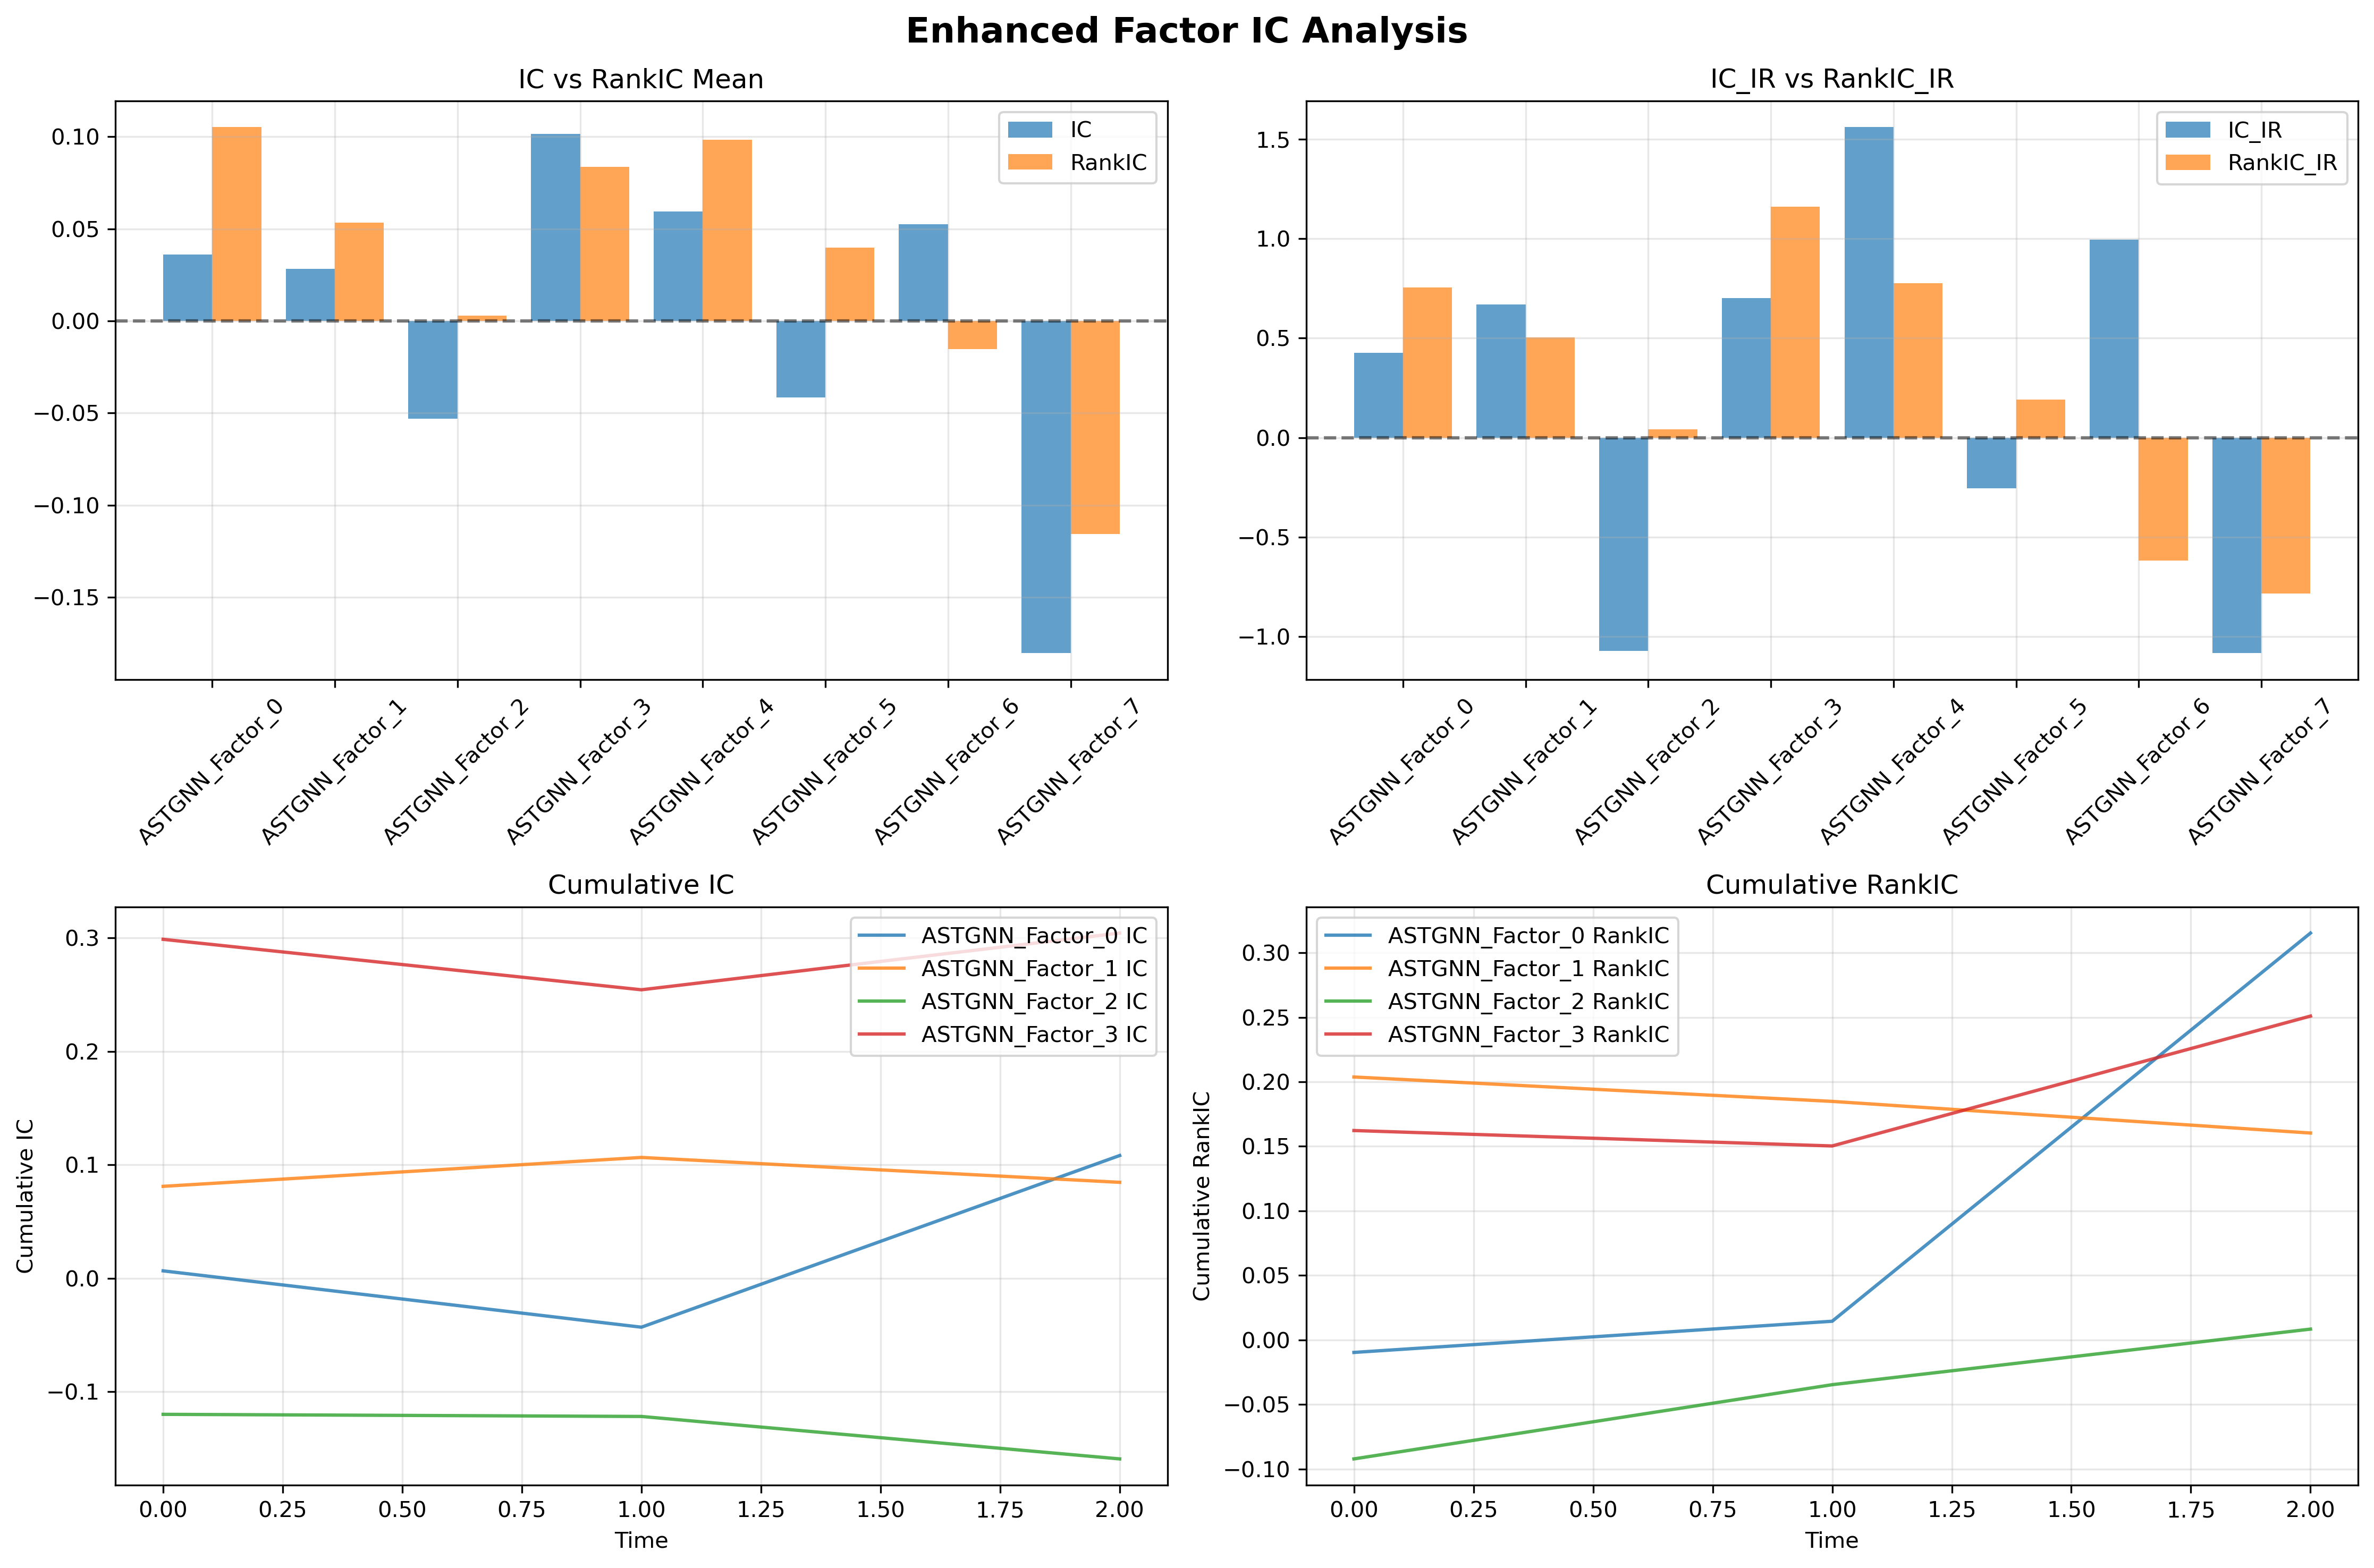 Enhanced Factor IC Analysis
IC vs RankIC Mean
IC
RankIC
0.10
0.05
0.00
−0.05
−0.10
−0.15
ASTGNN_Factor_0
ASTGNN_Factor_1
ASTGNN_Factor_2
ASTGNN_Factor_3
ASTGNN_Factor_4
ASTGNN_Factor_5
ASTGNN_Factor_6
ASTGNN_Factor_7
IC_IR vs RankIC_IR
IC_IR
RankIC_IR
1.5
1.0
0.5
0.0
−0.5
−1.0
ASTGNN_Factor_0
ASTGNN_Factor_1
ASTGNN_Factor_2
ASTGNN_Factor_3
ASTGNN_Factor_4
ASTGNN_Factor_5
ASTGNN_Factor_6
ASTGNN_Factor_7
Cumulative IC
ASTGNN_Factor_0 IC
ASTGNN_Factor_1 IC
ASTGNN_Factor_2 IC
ASTGNN_Factor_3 IC
Cumulative IC
0.3
0.2
0.1
0.0
−0.1
0.00 0.25 0.50 0.75 1.00 1.25 1.50 1.75 2.00
Time
Cumulative RankIC
ASTGNN_Factor_0 RankIC
ASTGNN_Factor_1 RankIC
ASTGNN_Factor_2 RankIC
ASTGNN_Factor_3 RankIC
Cumulative RankIC
0.30
0.25
0.20
0.15
0.10
0.05
0.00
−0.05
−0.10
0.00 0.25 0.50 0.75 1.00 1.25 1.50 1.75 2.00
Time